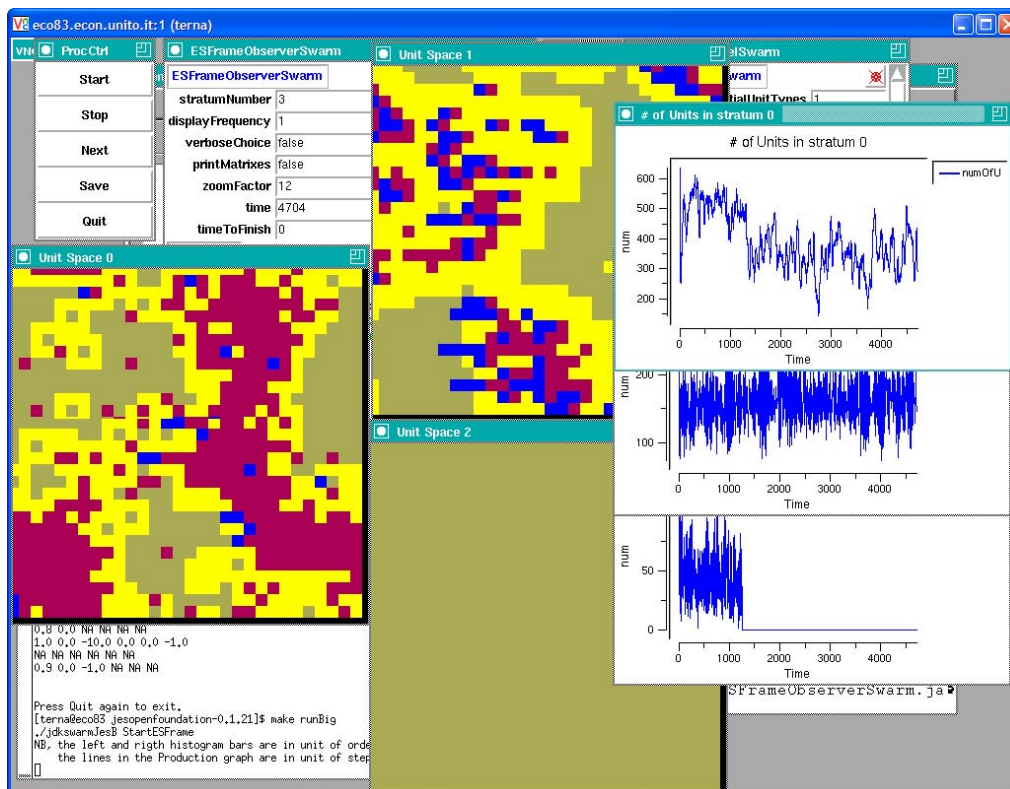 eco83.econ.unito.it:1 (terna)
ProcCtrl
Start
Stop
Next
Save
Quit
ESFrameObserverSwarm
ESFrameObserverSwarm
stratumNumber 3
displayFrequency 1
verboseChoice false
printMatrixes false
zoomFactor 12
time 4704
timeToFinish 0
Unit Space 1
elSwarm
warm
tialUnitTypes 1
# of Units in stratum 0
# of Units in stratum 0
numOfU
600
500
400
300
200
num
0 1000 2000 3000 4000
Time
200
100
num
0 1000 2000 3000 4000
Time
50
0
num
0 1000 2000 3000 4000
Time
SFrameObserverSwarm.ja
Unit Space 0
Unit Space 2
0.8 0.0 NA NA NA NA
1.0 0.0 -10.0 0.0 0.0 -1.0
NA NA NA NA NA NA
0.9 0.0 -1.0 NA NA NA
Press Quit again to exit.
[terna@eco83 jesopenfoundation-0.1.21]$ make runBig
./jdkswarmJesB StartESFrame
NB, the left and rigth histogram bars are in unit of orde
the lines in the Production graph are in unit of step